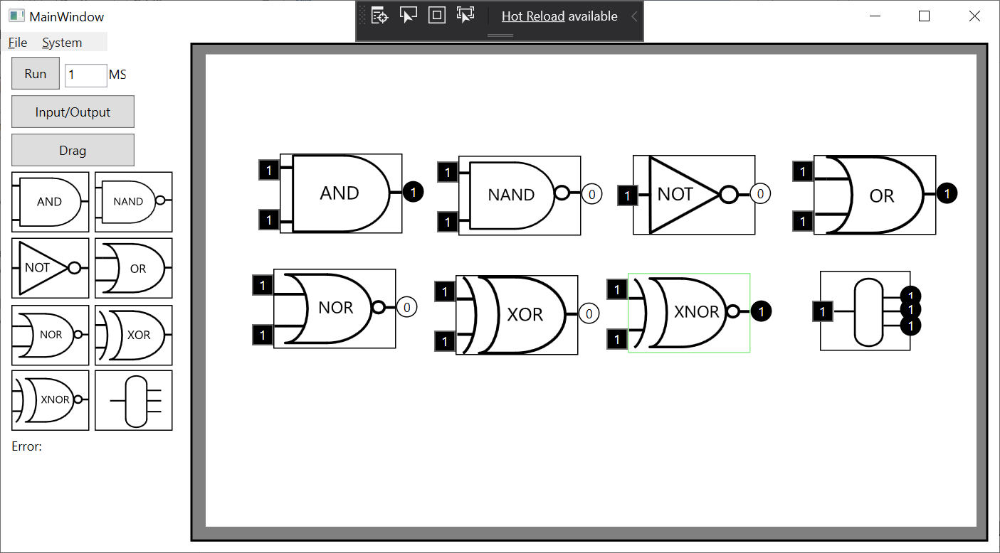 MainWindow
Hot Reload available
File System
Run 1 MS
Input/Output
Drag
AND NAND
NOT OR
NOR XOR
XNOR
Error:
1 1 1 1
AND 1 NAND 0 1 NOT 0 OR 1
1 1 1
1 1 1
NOR 0 XOR 0 XNOR 1 1 1
1
1
1 1 1